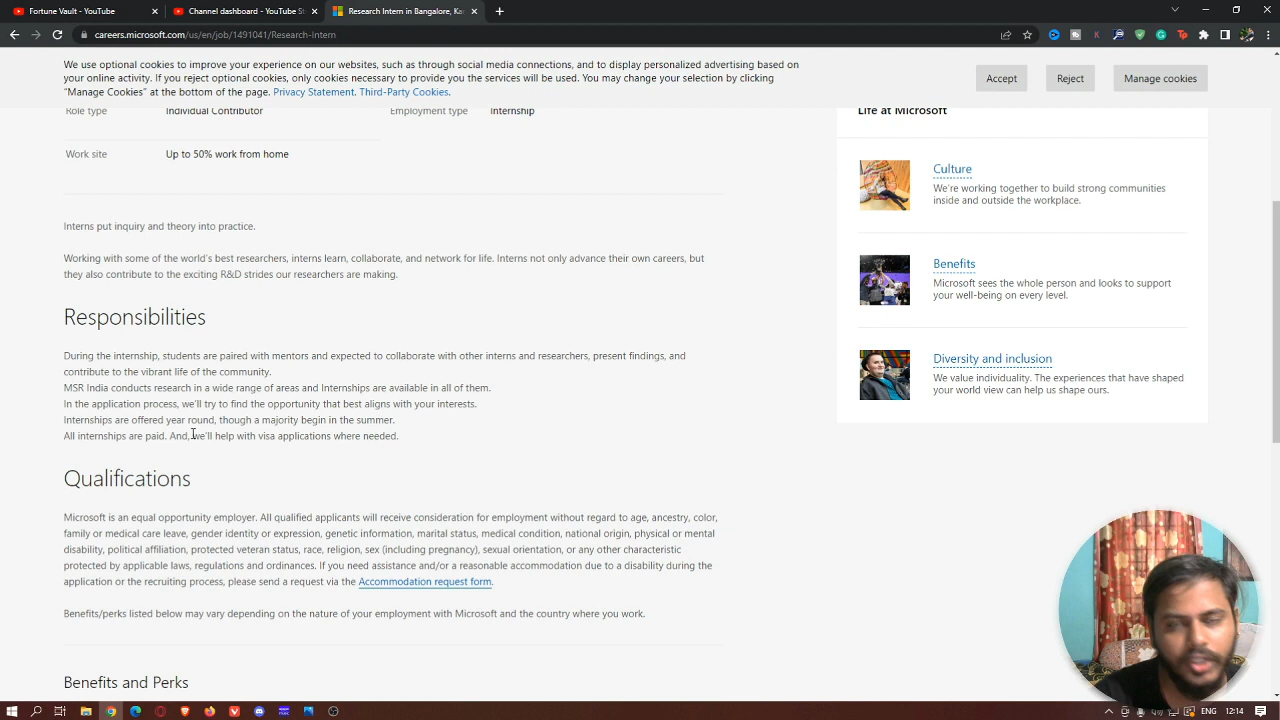 Fortune Vault - YouTube
Channel dashboard - YouTube St
Research Intern in Bangalore, Kar
careers.microsoft.com/us/en/job/1491041/Research-Intern
We use optional cookies to improve your experience on our websites, such as through social media connections, and to display personalized advertising based on
your online activity. If you reject optional cookies, only cookies necessary to provide you the services will be used. You may change your selection by clicking
“Manage Cookies” at the bottom of the page. Privacy Statement. Third-Party Cookies.
Accept
Reject
Manage cookies
Role type
Individual Contributor
Employment type
Internship
Work site
Up to 50% work from home
Interns put inquiry and theory into practice.
Working with some of the world’s best researchers, interns learn, collaborate, and network for life. Interns not only advance their own careers, but
they also contribute to the exciting R&D strides our researchers are making.
Responsibilities
During the internship, students are paired with mentors and expected to collaborate with other interns and researchers, present findings, and
contribute to the vibrant life of the community.
MSR India conducts research in a wide range of areas and Internships are available in all of them.
In the application process, we’ll try to find the opportunity that best aligns with your interests.
Internships are offered year round, though a majority begin in the summer.
All internships are paid. And, we’ll help with visa applications where needed.
Qualifications
Microsoft is an equal opportunity employer. All qualified applicants will receive consideration for employment without regard to age, ancestry, color,
family or medical care leave, gender identity or expression, genetic information, marital status, medical condition, national origin, physical or mental
disability, political affiliation, protected veteran status, race, religion, sex (including pregnancy), sexual orientation, or any other characteristic
protected by applicable laws, regulations and ordinances. If you need assistance and/or a reasonable accommodation due to a disability during the
application or the recruiting process, please send a request via the Accommodation request form.
Benefits/perks listed below may vary depending on the nature of your employment with Microsoft and the country where you work.
Benefits and Perks
Life at Microsoft
Culture
We’re working together to build strong communities
inside and outside the workplace.
Benefits
Microsoft sees the whole person and looks to support
your well-being on every level.
Diversity and inclusion
We value individuality. The experiences that have shaped
your world view can help us shape ours.
ENG
12:14